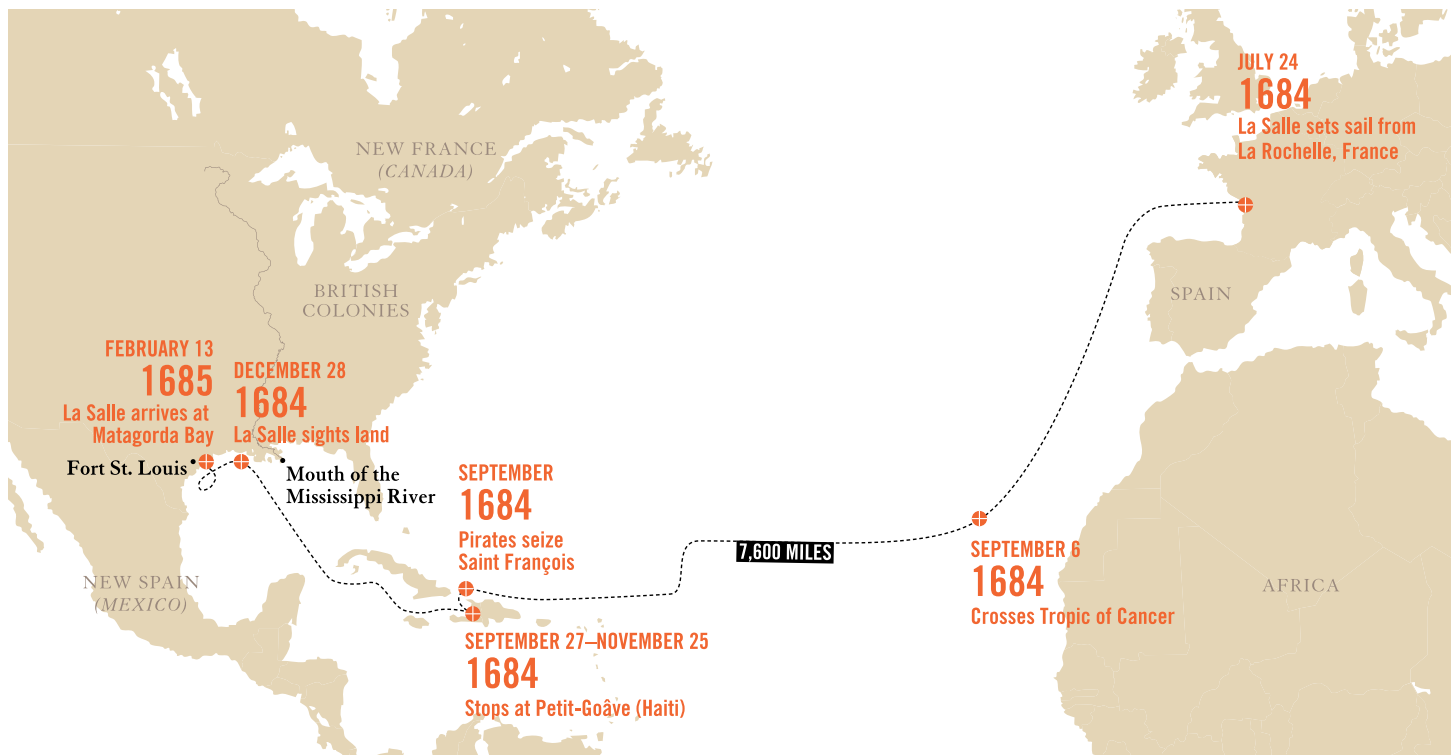 JULY 24
1684
La Salle sets sail from
La Rochelle, France
NEW FRANCE
(CANADA)
BRITISH
COLONIES
SPAIN
FEBRUARY 13
1685
La Salle arrives at
Matagorda Bay
DECEMBER 28
1684
La Salle sights land
Fort St. Louis
Mouth of the
Mississippi River
SEPTEMBER
1684
Pirates seize
Saint François
7,600 MILES
SEPTEMBER 6
1684
Crosses Tropic of Cancer
AFRICA
NEW SPAIN
(MEXICO)
SEPTEMBER 27–NOVEMBER 25
1684
Stops at Petit-Goâve (Haiti)